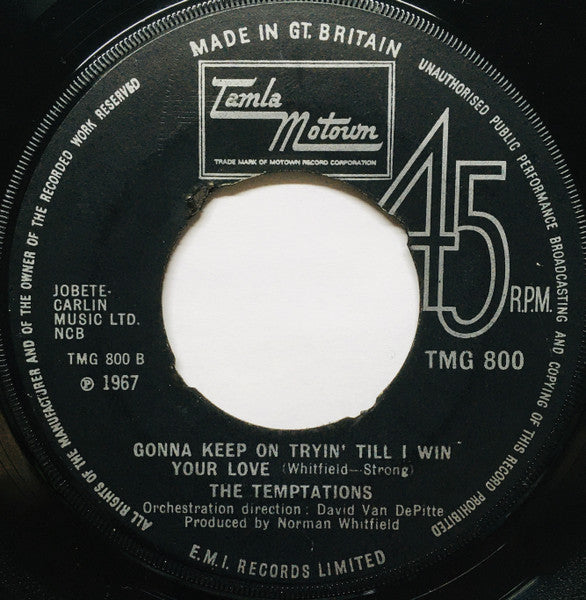 MADE IN GT. BRITAIN
UNAUTHORISED PUBLIC PERFORMANCE BROADCASTING AND COPYING OF THIS RECORD PROHIBITED
ALL RIGHTS OF THE MANUFACTURER AND OF THE OWNER OF THE RECORDED WORK RESERVED
Tamla
Motown
TRADE MARK OF MOTOWN RECORD CORPORATION
45 R.P.M.
JOBETE-
CARLIN
MUSIC LTD.
NCB
TMG 800 B
℗ 1967
TMG 800
GONNA KEEP ON TRYIN' TILL I WIN
YOUR LOVE (Whitfield—Strong)
THE TEMPTATIONS
Orchestration direction: David Van DePitte
Produced by Norman Whitfield
E.M.I. RECORDS LIMITED